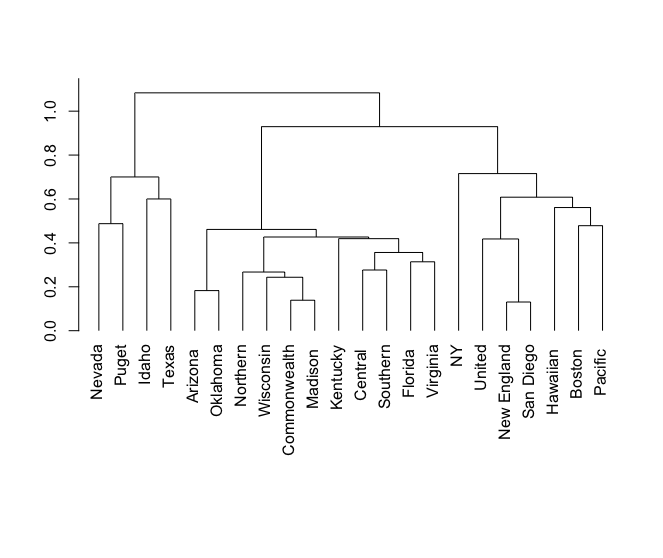 1.0
0.8
0.6
0.4
0.2
0.0
Nevada
Puget
Idaho
Texas
Arizona
Oklahoma
Northern
Wisconsin
Commonwealth
Madison
Kentucky
Central
Southern
Florida
Virginia
NY
United
New England
San Diego
Hawaiian
Boston
Pacific